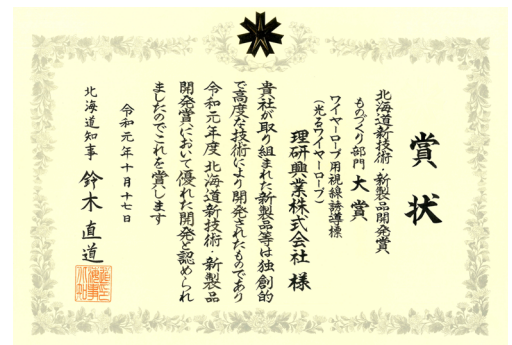 賞状
北海道新技術・新製品開発賞
ものづくり部門 大賞
ワイヤーロープ用視線誘導標
(光るワイヤーロープ)
理研興業株式会社 様
貴社が取り組まれた新製品等は独創的
で高度な技術により開発されたものであり
令和元年度 北海道新技術・新製品
開発賞において優れた開発と認められ
ましたのでこれを賞します
令和元年十月十七日
北海道知事 鈴木直道